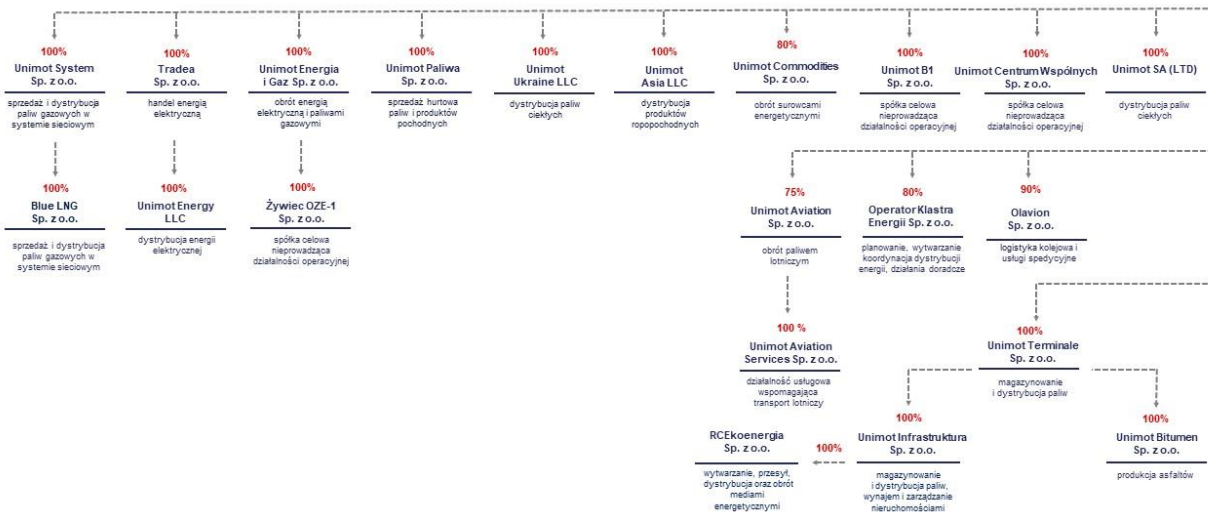 100%
Unimot System
Sp. z o.o.
sprzedaż i dystrybucja
paliw gazowych w
systemie sieciowym
100%
Tradea
Sp. z o.o.
handel energią
elektryczną
100%
Unimot Energia
i Gaz Sp. z o.o.
obrót energią
elektryczną i paliwami
gazowymi
100%
Unimot Paliwa
Sp. z o.o.
sprzedaż hurtowa
paliw i produktów
pochodnych
100%
Unimot
Ukraine LLC
dystrybucja paliw
ciekłych
100%
Unimot
Asia LLC
dystrybucja
produktów
ropopochodnych
80%
Unimot Commodities
Sp. z o.o.
obrót surowcami
energetycznymi
100%
Unimot B1
Sp. z o.o.
spółka celowa
nieprowadząca
działalności operacyjnej
100%
Unimot Centrum Wspólnych
Sp. z o.o.
spółka celowa
nieprowadząca
działalności operacyjnej
100%
Unimot SA (LTD)
dystrybucja paliw
ciekłych
100%
Blue LNG
Sp. z o.o.
sprzedaż i dystrybucja
paliw gazowych w
systemie sieciowym
100%
Unimot Energy
LLC
dystrybucja energii
elektrycznej
100%
Żywiec OZE-1
Sp. z o.o.
spółka celowa
nieprowadząca
działalności operacyjnej
75%
Unimot Aviation
Sp. z o.o.
obrót paliwem
lotniczym
80%
Operator Klastra
Energii Sp. z o.o.
planowanie, wytwarzanie
koordynacja dystrybucji
energii, działania doradcze
90%
Olavion
Sp. z o.o.
logistyka kolejowa i
usługi spedycyjne
100 %
Unimot Aviation
Services Sp. z o.o.
działalność usługowa
wspomagająca
transport lotniczy
100%
Unimot Terminale
Sp. z o.o.
magazynowanie
i dystrybucja paliw
RCEkoenergia
Sp. z o.o.
wytwarzanie, przesył,
dystrybucja oraz obrót
mediami
energetycznymi
100%
100%
Unimot Infrastruktura
Sp. z o.o.
magazynowanie
i dystrybucja paliw,
wynajem i zarządzanie
nieruchomościami
100%
Unimot Bitumen
Sp. z o.o.
produkcja asfaltów